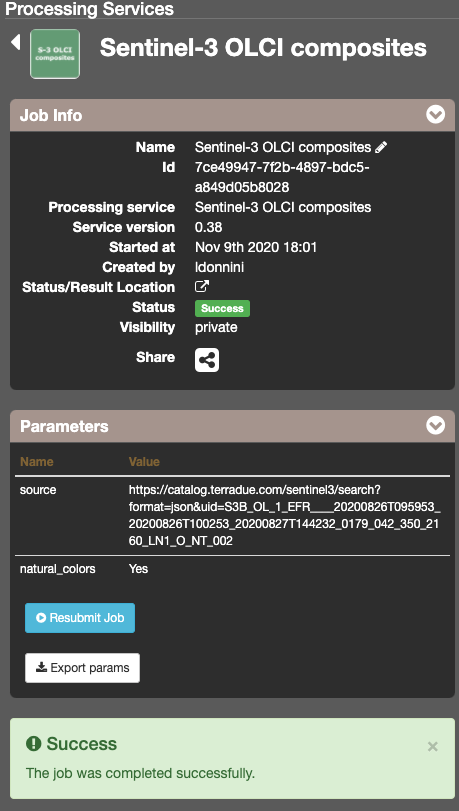 Processing Services
S-3 OLCI
composites
Sentinel-3 OLCI composites
Job Info
Name Sentinel-3 OLCI composites
Id 7ce49947-7f2b-4897-bdc5-
a849d05b8028
Processing service Sentinel-3 OLCI composites
Service version 0.38
Started at Nov 9th 2020 18:01
Created by ldonnini
Status/Result Location
Status Success
Visibility private
Share
Parameters
Name Value
source https://catalog.terradue.com/sentinel3/search?
format=json&uid=S3B_OL_1_EFR____20200826T095953_
20200826T100253_20200827T144232_0179_042_350_21
60_LN1_O_NT_002
natural_colors Yes
Resubmit Job
Export params
Success ×
The job was completed successfully.